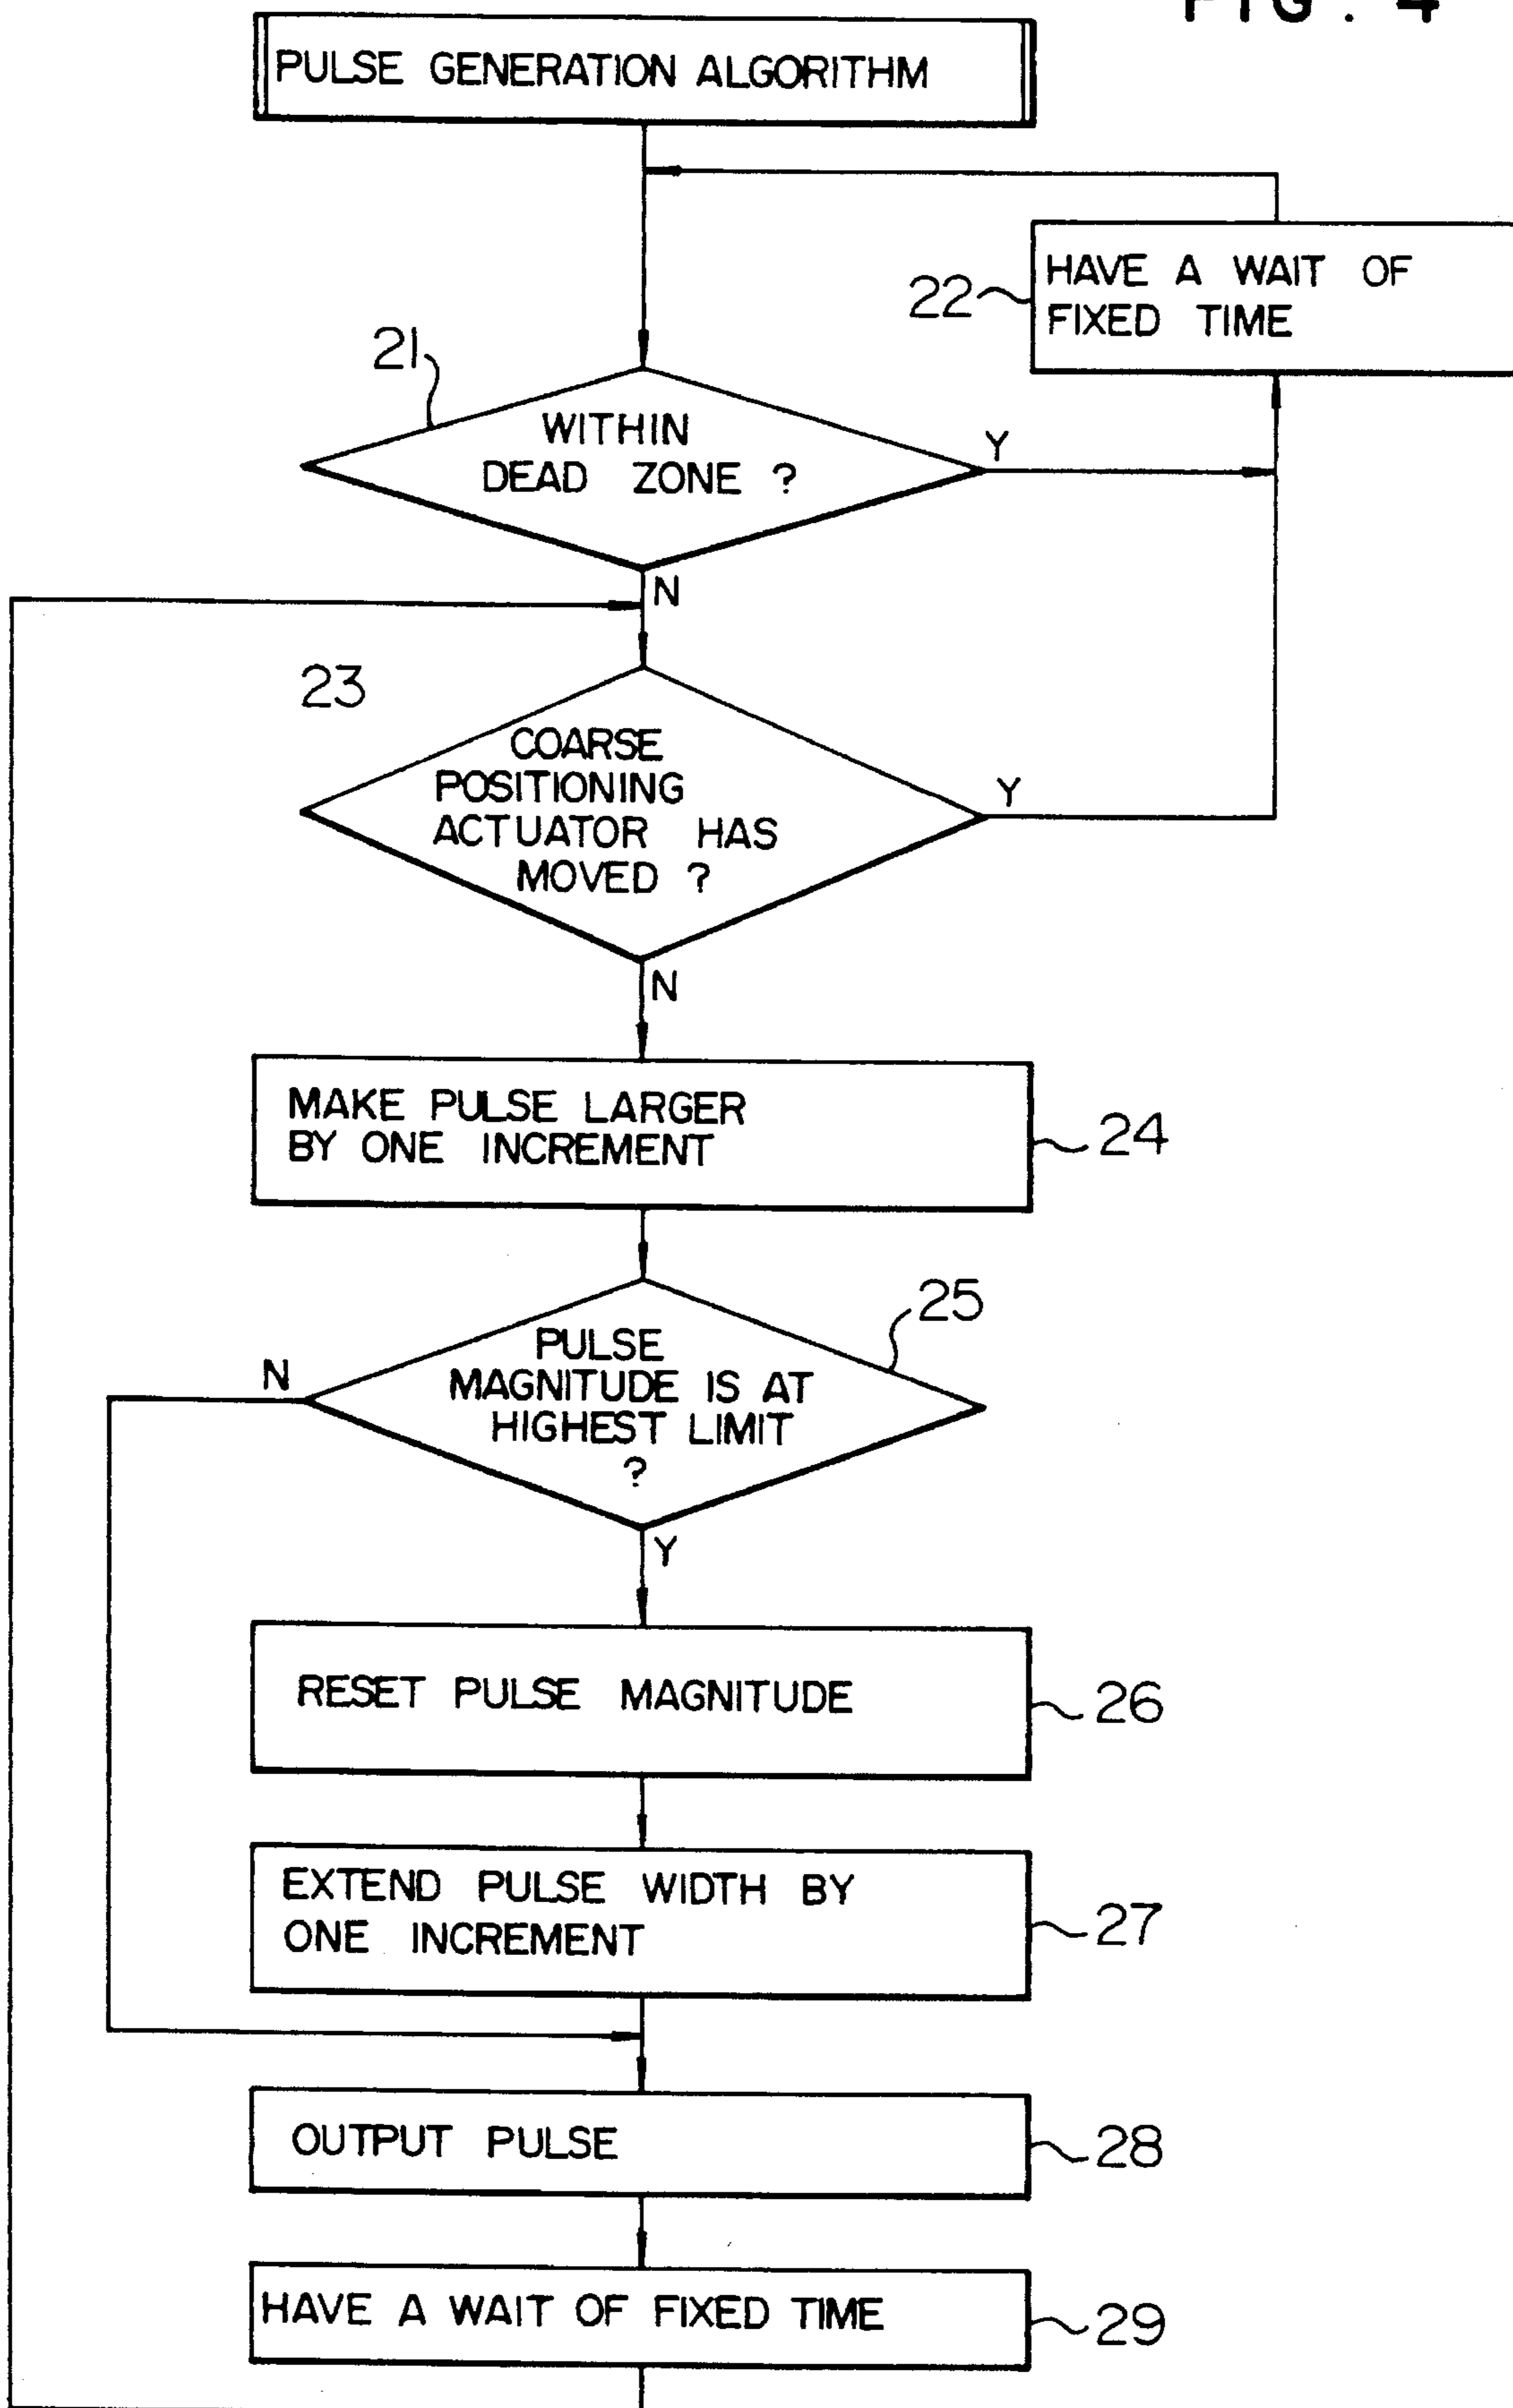 FIG. 4
PULSE GENERATION ALGORITHM
22
HAVE A WAIT OF
FIXED TIME
21
WITHIN
DEAD ZONE ?
Y
N
23
COARSE
POSITIONING
ACTUATOR HAS
MOVED ?
Y
N
MAKE PULSE LARGER
BY ONE INCREMENT
24
25
PULSE
MAGNITUDE IS AT
HIGHEST LIMIT
?
N
Y
RESET PULSE MAGNITUDE
26
EXTEND PULSE WIDTH BY
ONE INCREMENT
27
OUTPUT PULSE
28
HAVE A WAIT OF FIXED TIME
29